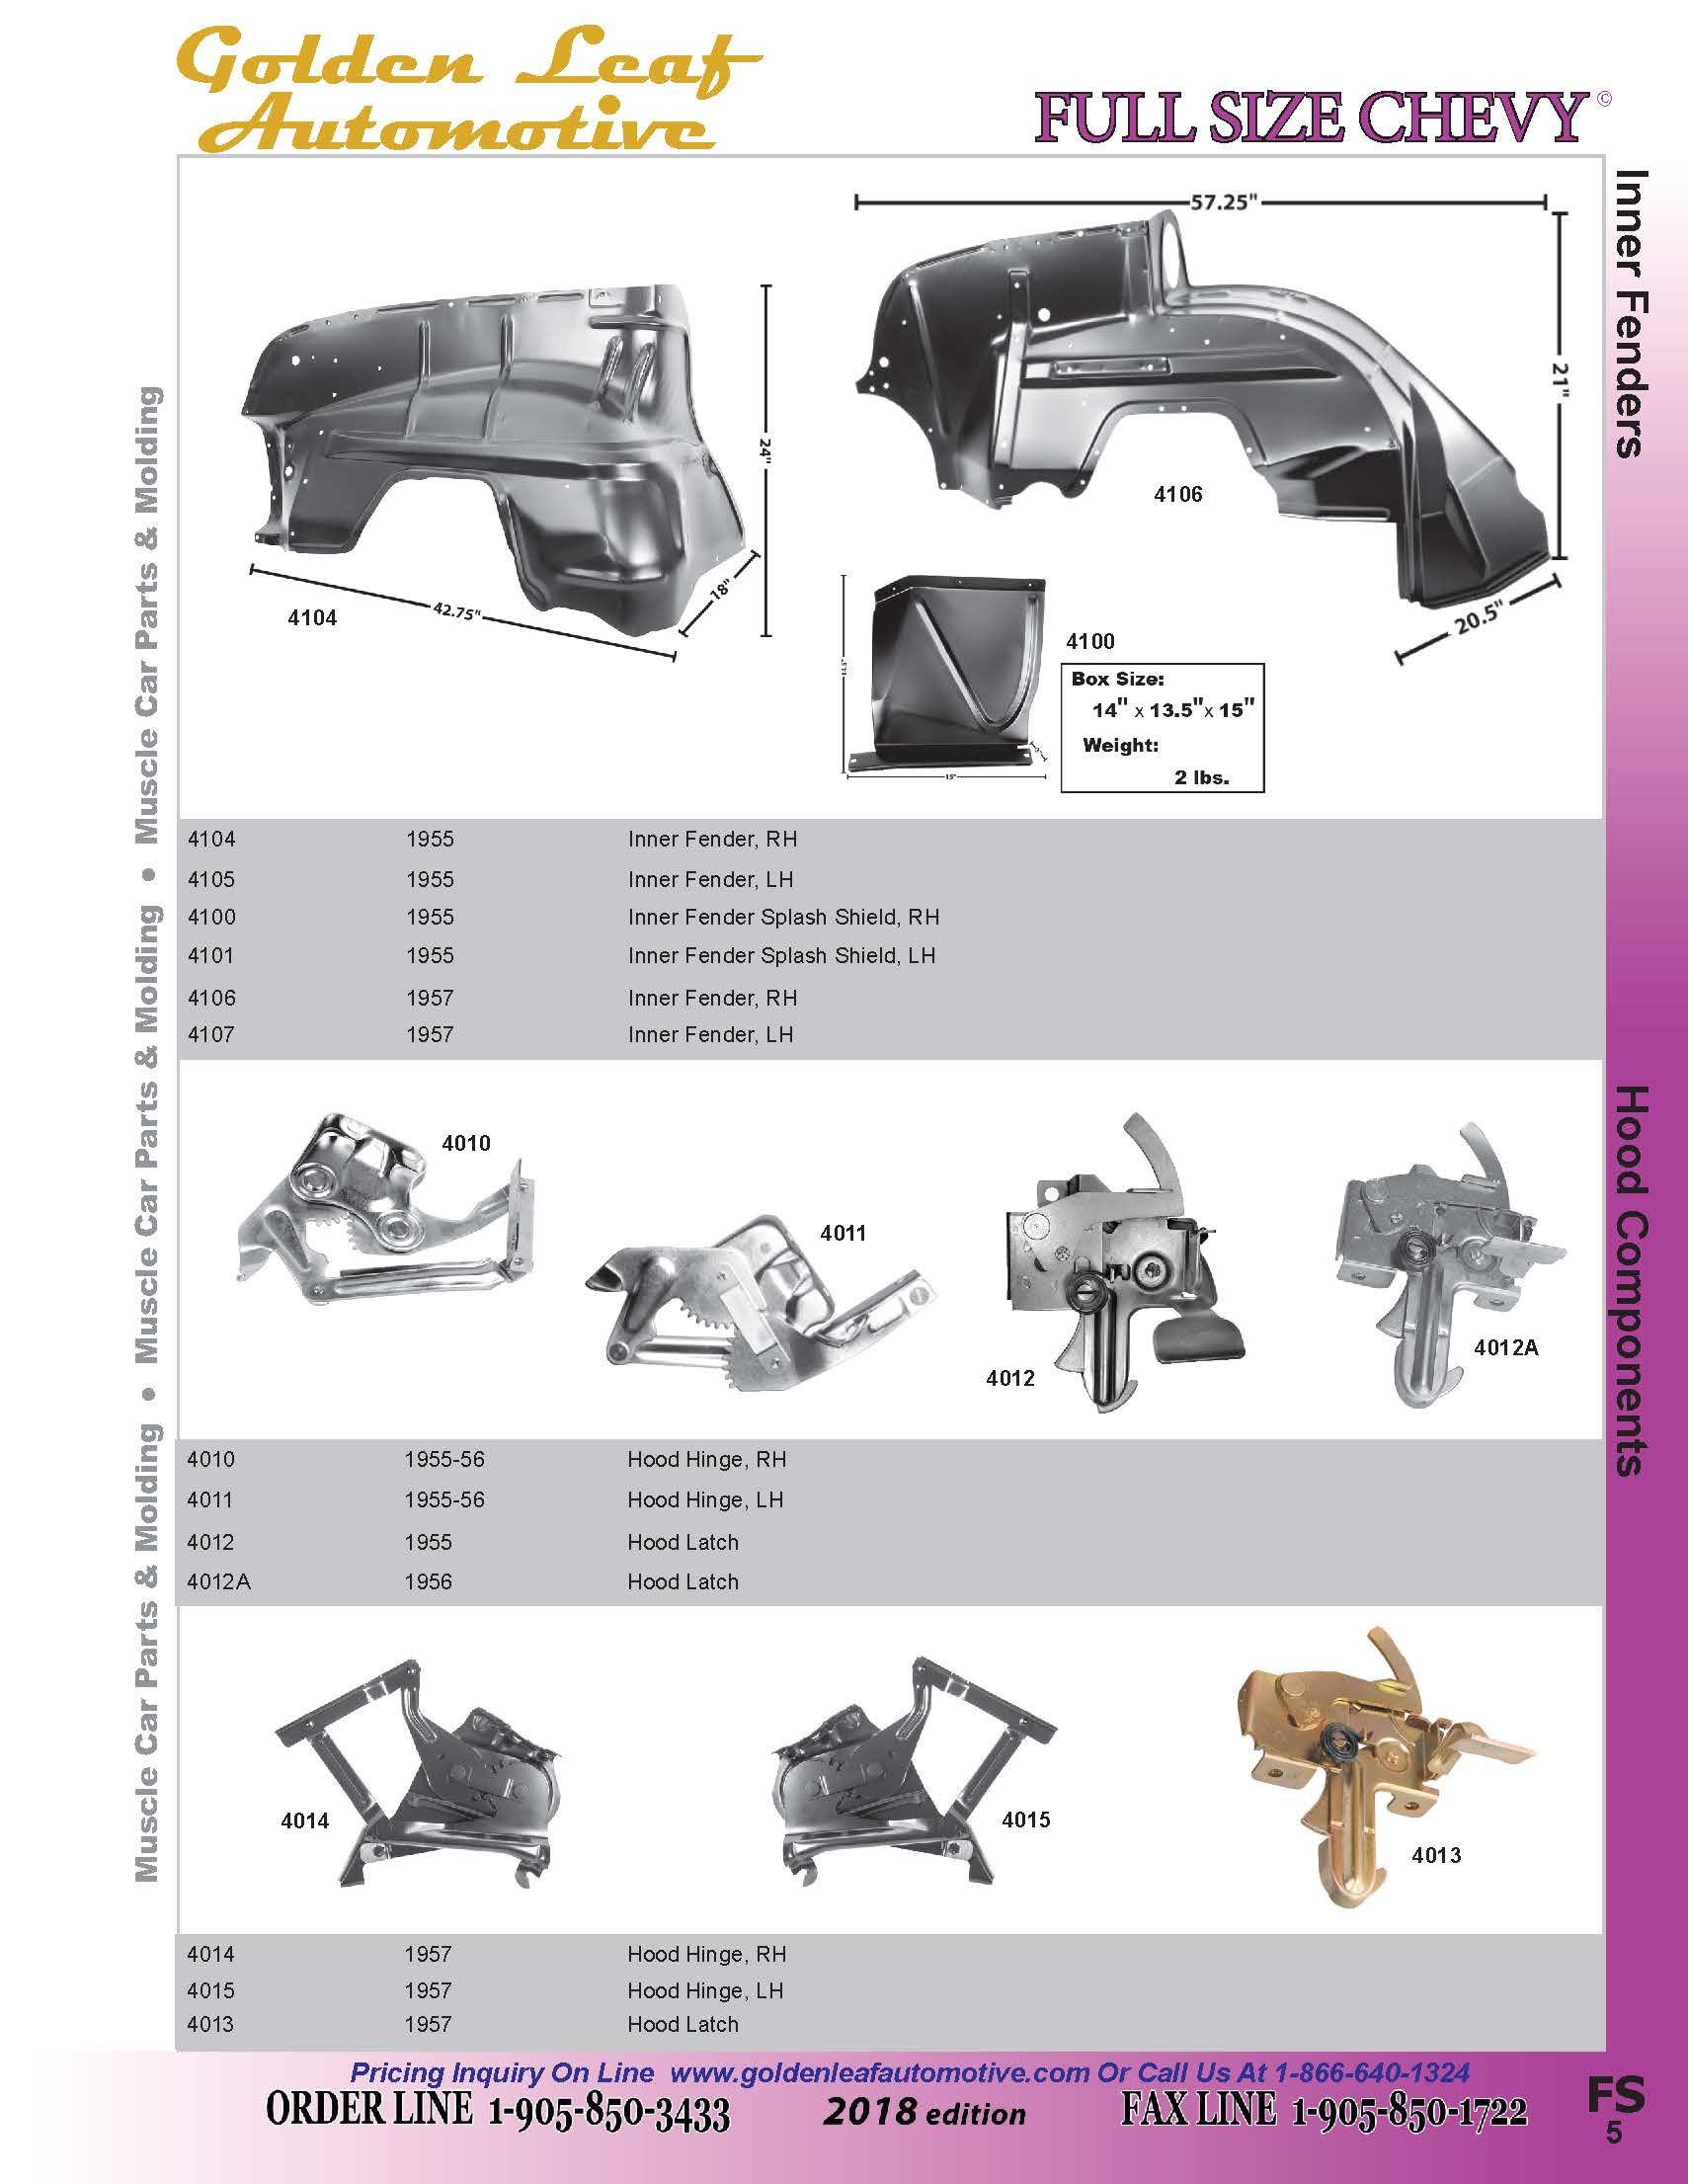 Golden Leaf
Automotive
FULL SIZE CHEVY ©
Inner Fenders
Hood Components
Muscle Car Parts & Molding • Muscle Car Parts & Molding • Muscle Car Parts & Molding
57.25"
21"
20.5"
4106
24"
18"
42.75"
4104
4100
15"
Box Size:
14" x 13.5"x 15"
Weight:
2 lbs.
4104 1955 Inner Fender, RH
4105 1955 Inner Fender, LH
4100 1955 Inner Fender Splash Shield, RH
4101 1955 Inner Fender Splash Shield, LH
4106 1957 Inner Fender, RH
4107 1957 Inner Fender, LH
4010
4011
4012
4012A
4010 1955-56 Hood Hinge, RH
4011 1955-56 Hood Hinge, LH
4012 1955 Hood Latch
4012A 1956 Hood Latch
4014
4015
4013
4014 1957 Hood Hinge, RH
4015 1957 Hood Hinge, LH
4013 1957 Hood Latch
Pricing Inquiry On Line www.goldenleafautomotive.com Or Call Us At 1-866-640-1324
ORDER LINE 1-905-850-3433 2018 edition FAX LINE 1-905-850-1722
FS
5